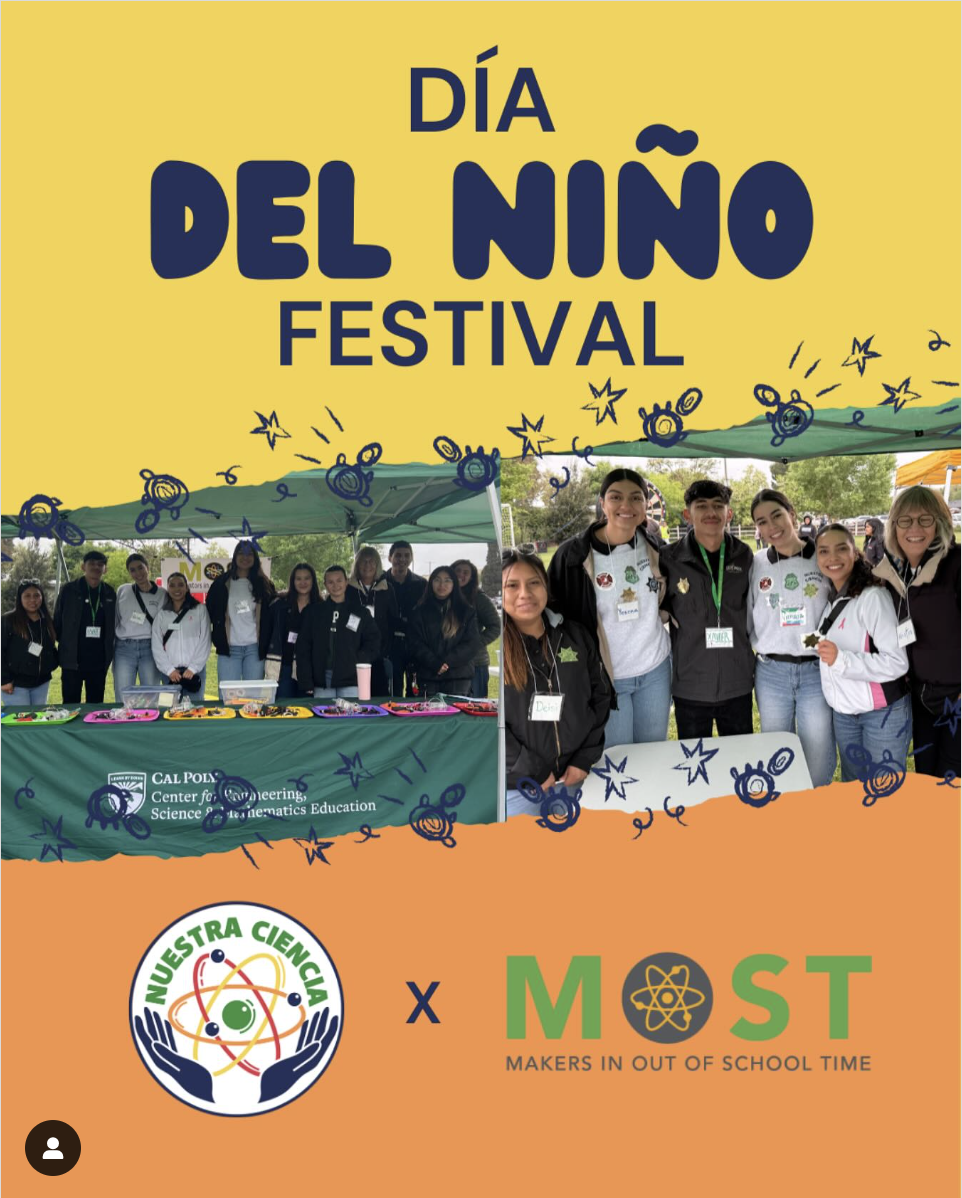 DÍA
DEL NIÑO
FESTIVAL
CAL POLY
Center for Engineering,
Science & Mathematics Education
NUESTRA CIENCIA
X
MOST
MAKERS IN OUT OF SCHOOL TIME